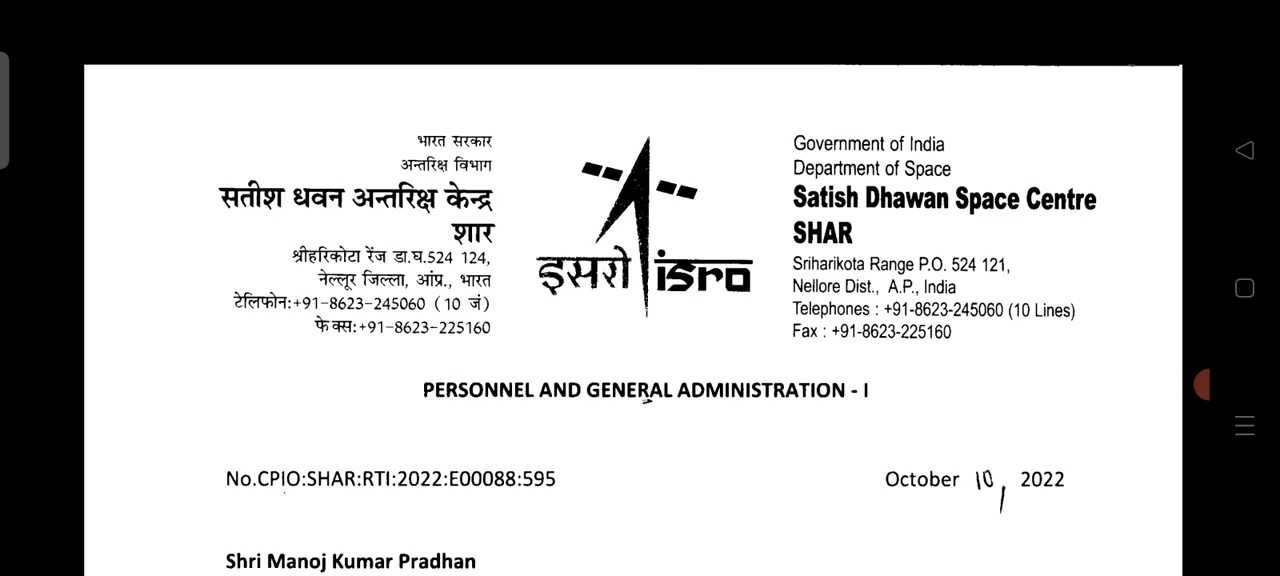 भारत सरकार
अन्तरिक्ष विभाग
सतीश धवन अन्तरिक्ष केन्द्र
शार
श्रीहरिकोटा रेंज डा.घ.524 124,
नेल्लूर जिल्ला, आंप्र., भारत
टेलिफोन:+91-8623-245060 ( 10 जं)
फेक्स:+91-8623-225160
इसरो isro
Government of India
Department of Space
Satish Dhawan Space Centre
SHAR
Sriharikota Range P.O. 524 121,
Nellore Dist., A.P., India
Telephones : +91-8623-245060 (10 Lines)
Fax : +91-8623-225160
PERSONNEL AND GENERAL ADMINISTRATION - I
No.CPIO:SHAR:RTI:2022:E00088:595
October 10, 2022
Shri Manoj Kumar Pradhan